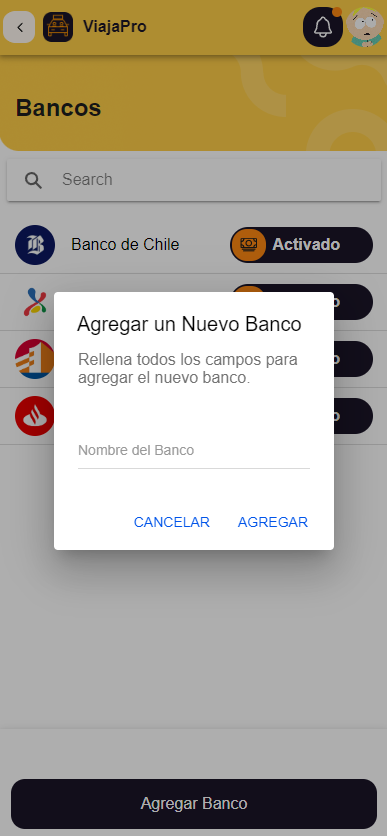 ViajaPro
Bancos
Search
Banco de Chile
Activado
Agregar un Nuevo Banco
Rellena todos los campos para
agregar el nuevo banco.
Nombre del Banco
CANCELAR
AGREGAR
Agregar Banco